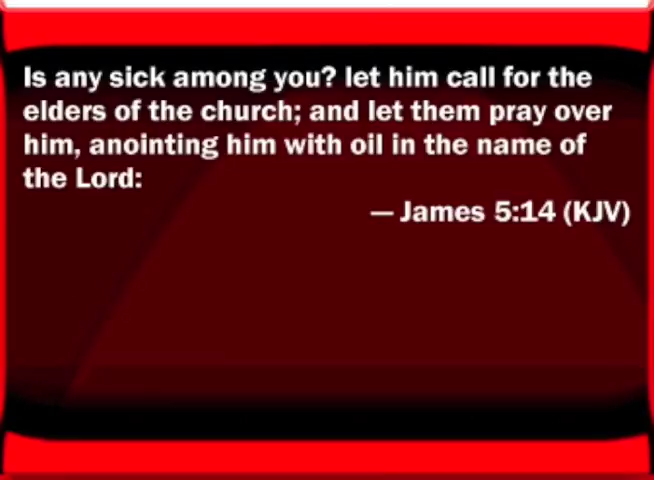 Is any sick among you? let him call for the
elders of the church; and let them pray over
him, anointing him with oil in the name of
the Lord:
— James 5:14 (KJV)